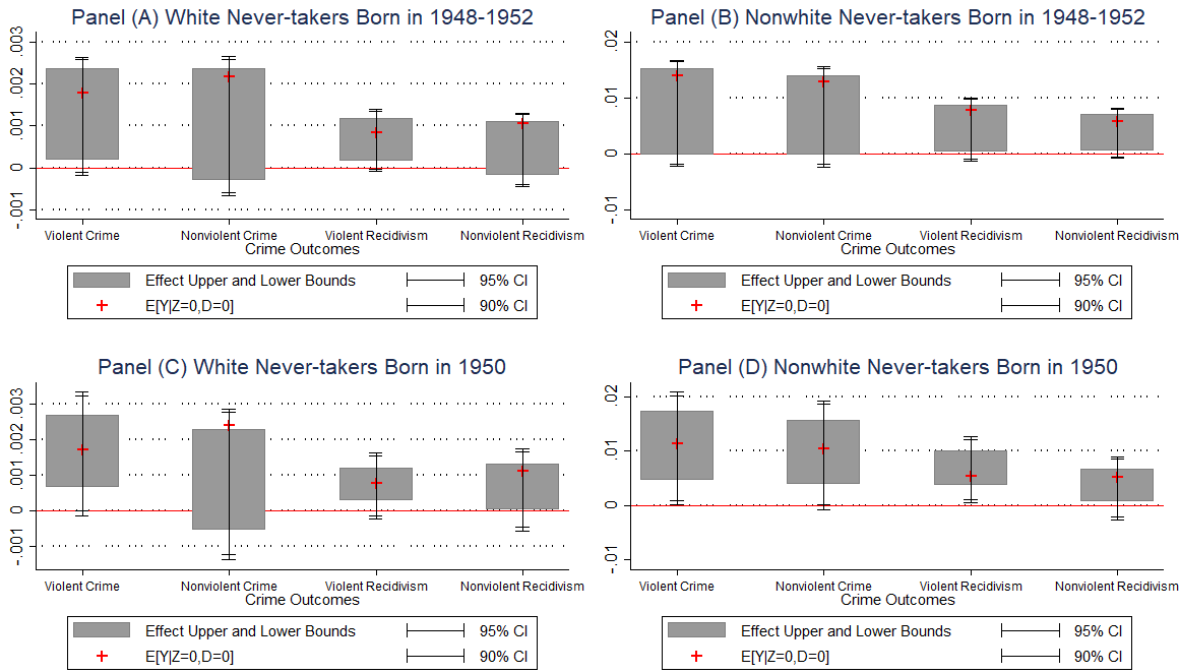 Panel (A) White Never-takers Born in 1948-1952
.003
.002
.001
0
-.001
Violent Crime Nonviolent Crime Violent Recidivism Nonviolent Recidivism
Crime Outcomes
Effect Upper and Lower Bounds 95% CI
E[Y|Z=0,D=0] 90% CI
Panel (B) Nonwhite Never-takers Born in 1948-1952
.02
.01
0
-.01
Violent Crime Nonviolent Crime Violent Recidivism Nonviolent Recidivism
Crime Outcomes
Effect Upper and Lower Bounds 95% CI
E[Y|Z=0,D=0] 90% CI
Panel (C) White Never-takers Born in 1950
.003
.002
.001
0
-.001
Violent Crime Nonviolent Crime Violent Recidivism Nonviolent Recidivism
Crime Outcomes
Effect Upper and Lower Bounds 95% CI
E[Y|Z=0,D=0] 90% CI
Panel (D) Nonwhite Never-takers Born in 1950
.02
.01
0
-.01
Violent Crime Nonviolent Crime Violent Recidivism Nonviolent Recidivism
Crime Outcomes
Effect Upper and Lower Bounds 95% CI
E[Y|Z=0,D=0] 90% CI